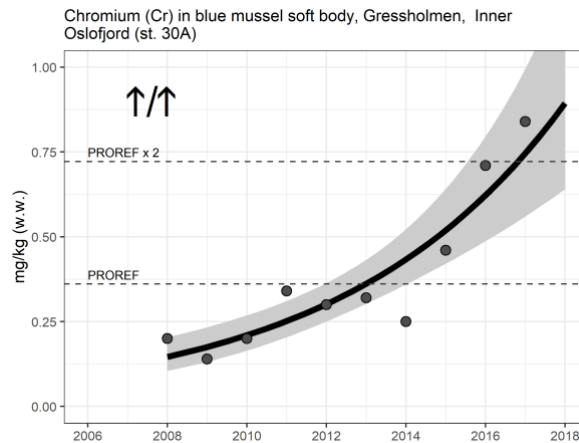 Chromium (Cr) in blue mussel soft body, Gressholmen,  Inner
Oslofjord (st. 30A)
↑/↑
1.00
PROREF x 2
0.75
mg/kg (w.w.)
0.50
PROREF
0.25
0.00
2006 2008 2010 2012 2014 2016 2018